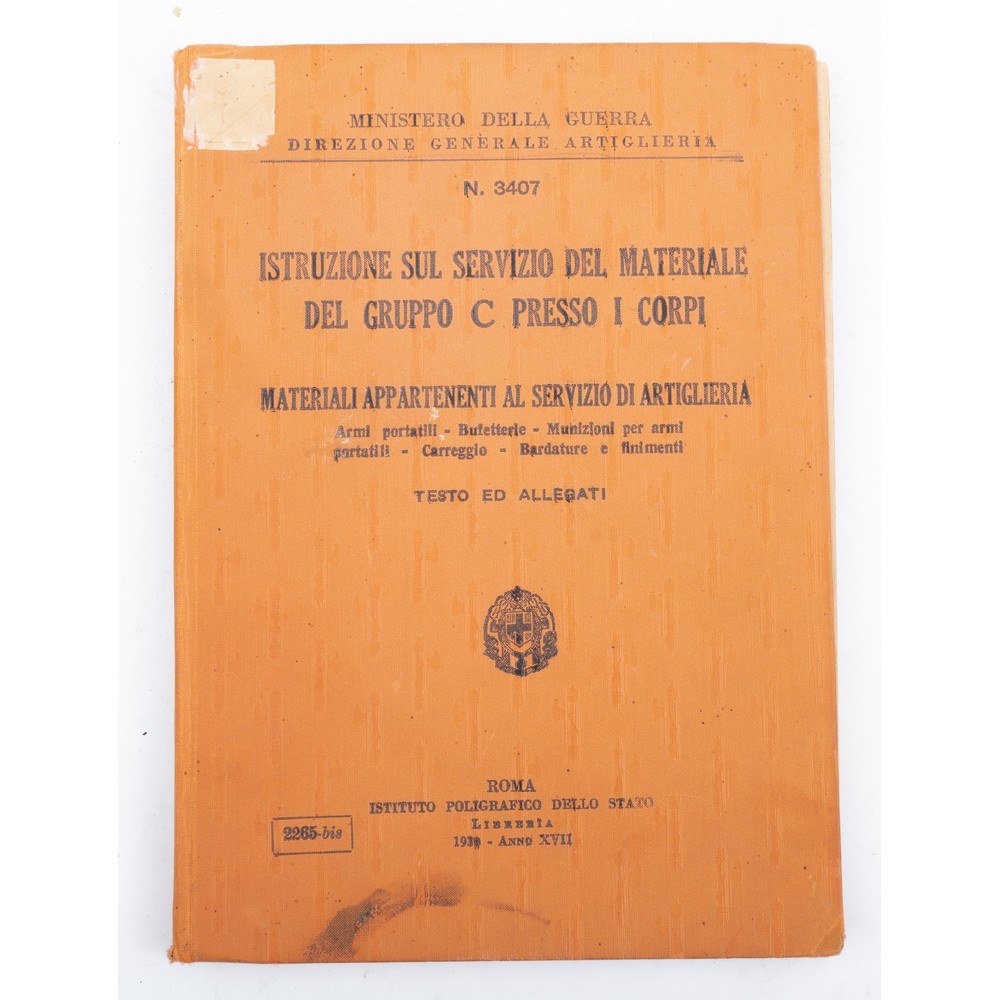 MINISTERO DELLA GUERRA
DIREZIONE GENERALE ARTIGLIERIA
N. 3407
ISTRUZIONE SUL SERVIZIO DEL MATERIALE
DEL GRUPPO C PRESSO I CORPI
MATERIALI APPARTENENTI AL SERVIZIO DI ARTIGLIERIA
Armi portatili - Bufetterie - Munizioni per armi
portatili - Carreggio - Bardature e finimenti
TESTO ED ALLEGATI
ROMA
ISTITUTO POLIGRAFICO DELLO STATO
LIBRERIA
2265-bis
1939 - ANNO XVII